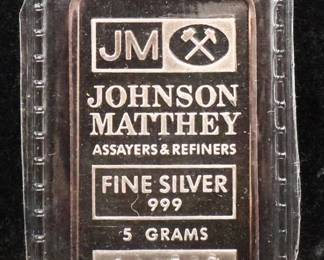 JM
JOHNSON
MATTHEY
ASSAYERS & REFINERS
FINE SILVER
999
5 GRAMS